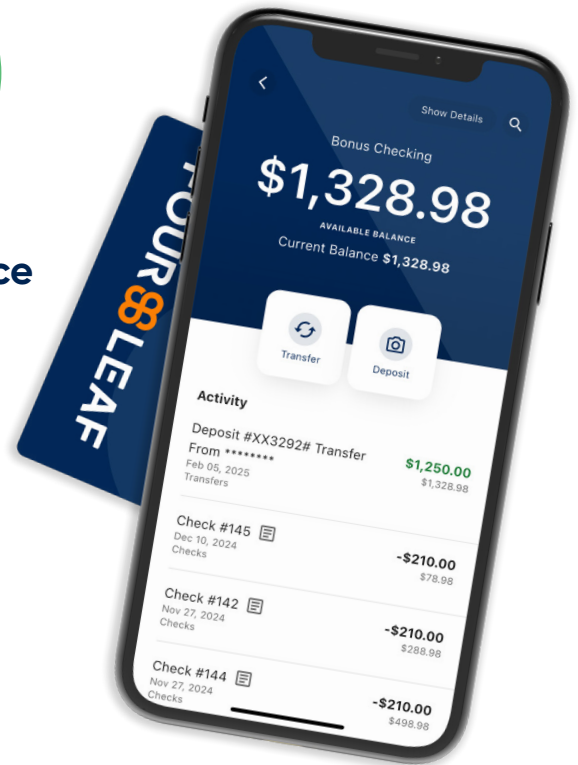 ce
FOUR LEAF
Show Details
Bonus Checking
$1,328.98
AVAILABLE BALANCE
Current Balance $1,328.98
Transfer
Deposit
Activity
Deposit #XX3292# Transfer
From ********
$1,250.00
Feb 05, 2025
$1,328.98
Transfers
Check #145
-$210.00
Dec 10, 2024
$78.98
Checks
Check #142
-$210.00
Nov 27, 2024
$288.98
Checks
Check #144
-$210.00
Nov 27, 2024
$498.98
Checks